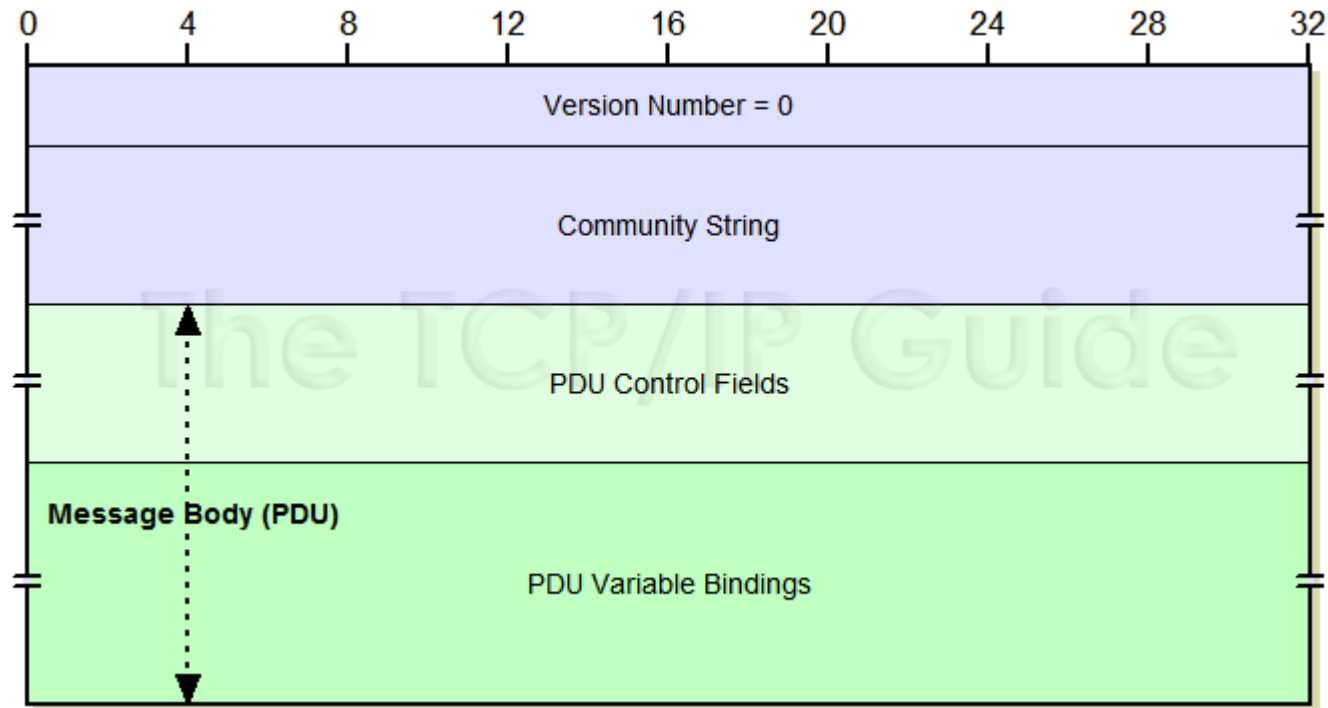 0 4 8 12 16 20 24 28 32
Version Number = 0
Community String
The TCP/IP Guide
PDU Control Fields
Message Body (PDU)
PDU Variable Bindings